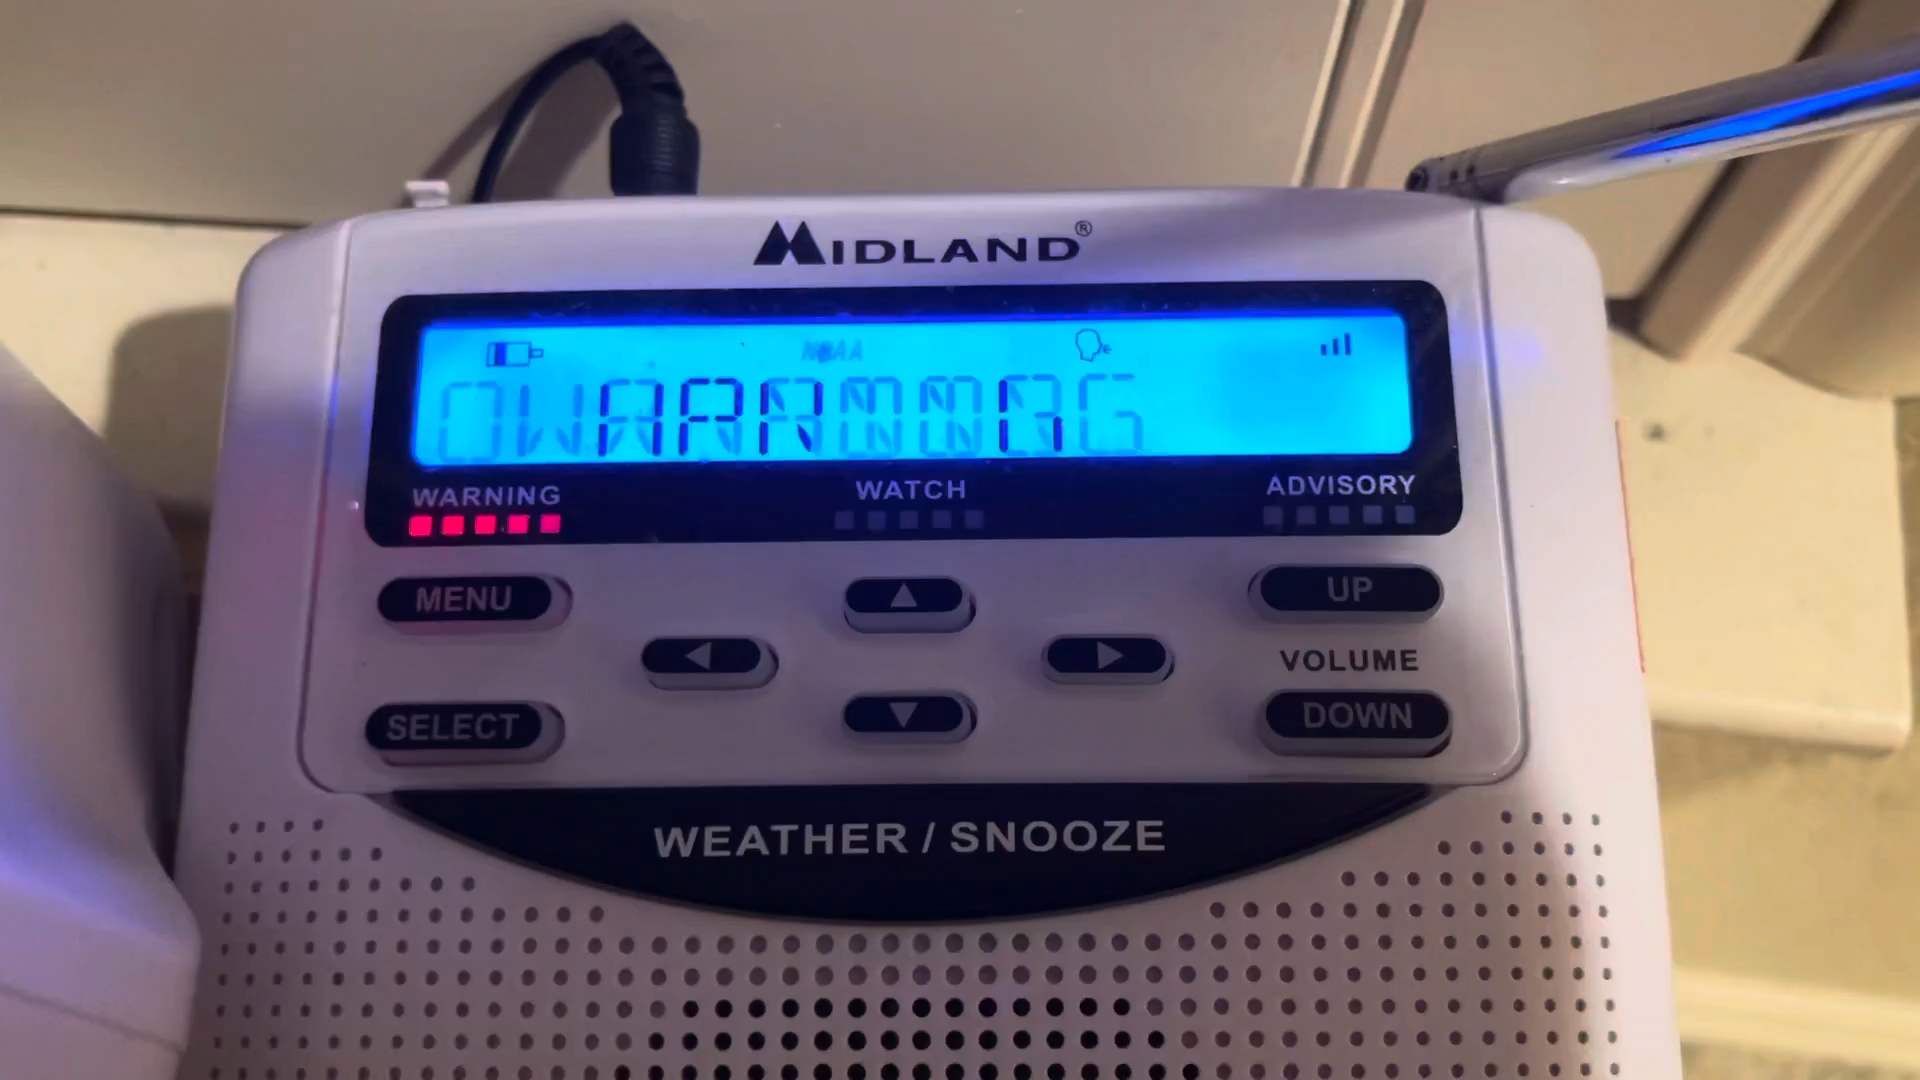 MIDLAND®
NOAA
WARNING
WATCH
ADVISORY
MENU
UP
VOLUME
SELECT
DOWN
WEATHER / SNOOZE